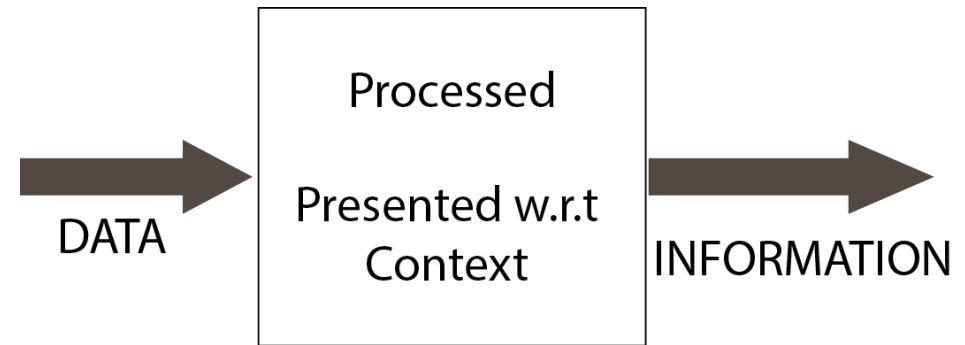 Processed
Presented w.r.t
Context
DATA
INFORMATION